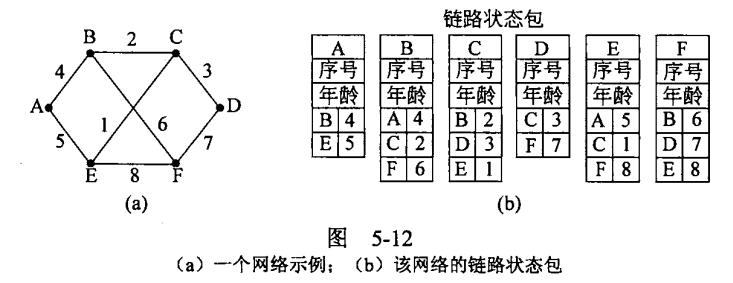 链路状态包
B 2 C
4 3
A 1 6 D
5 7
E 8 F
(a)
A B C D E F
序号 序号 序号 序号 序号 序号
年龄 年龄 年龄 年龄 年龄 年龄
B 4 A 4 B 2 C 3 A 5 B 6
E 5 C 2 D 3 F 7 C 1 D 7
F 6 E 1 F 8 E 8
(b)
图 5-12
(a)一个网络示例；(b)该网络的链路状态包